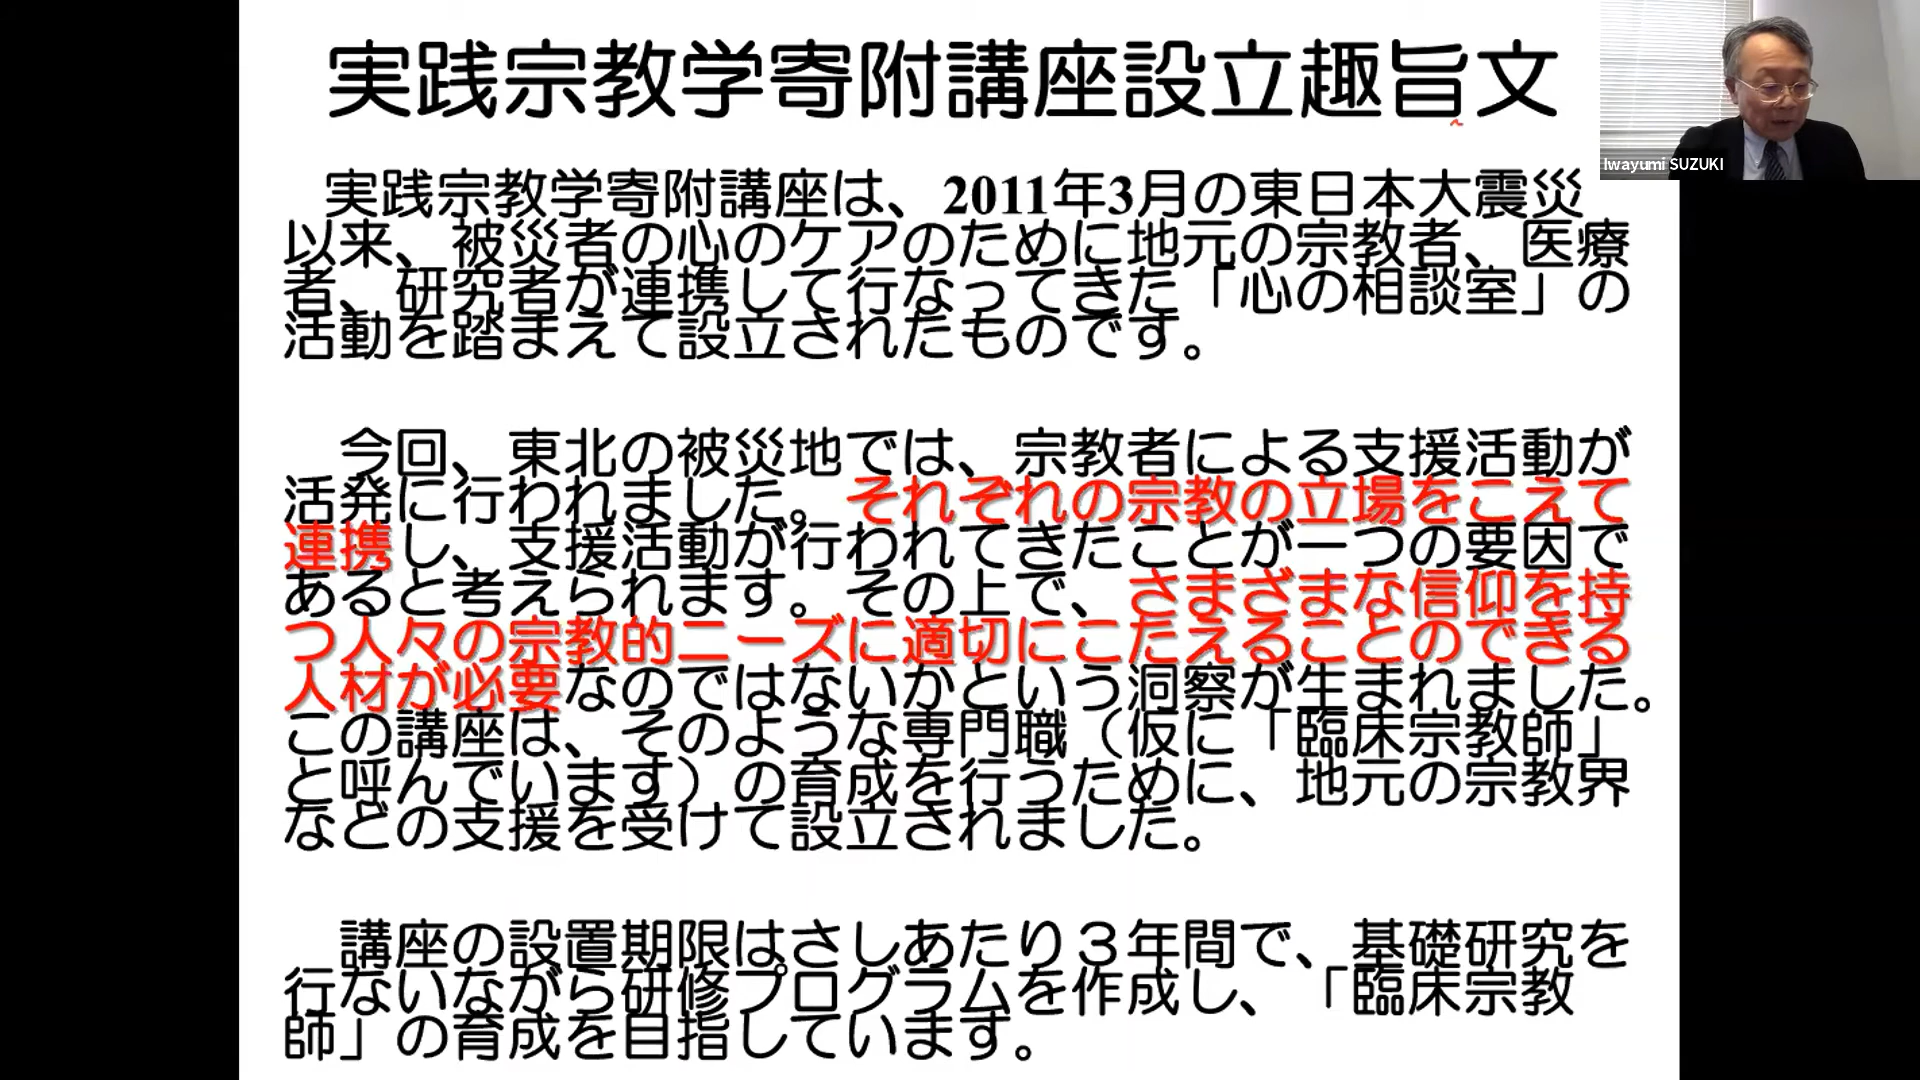 実践宗教学寄附講座設立趣旨文
Iwayumi SUZUKI
実践宗教学寄附講座は、2011年3月の東日本大震災
以来、被災者の心のケアのために地元の宗教者、医療
者、研究者が連携して行なってきた「心の相談室」の
活動を踏まえて設立されたものです。
今回、東北の被災地では、宗教者による支援活動が
活発に行われました。それぞれの宗教の立場をこえて
連携し、支援活動が行われてきたことが一つの要因で
あると考えられます。その上で、さまざまな信仰を持
つ人々の宗教的ニーズに適切にこたえることのできる
人材が必要なのではないかという洞察が生まれました。
この講座は、そのような専門職（仮に「臨床宗教師」
と呼んでいます）の育成を行うために、地元の宗教界
などの支援を受けて設立されました。
講座の設置期限はさしあたり３年間で、基礎研究を
行ないながら研修プログラムを作成し、「臨床宗教
師」の育成を目指しています。